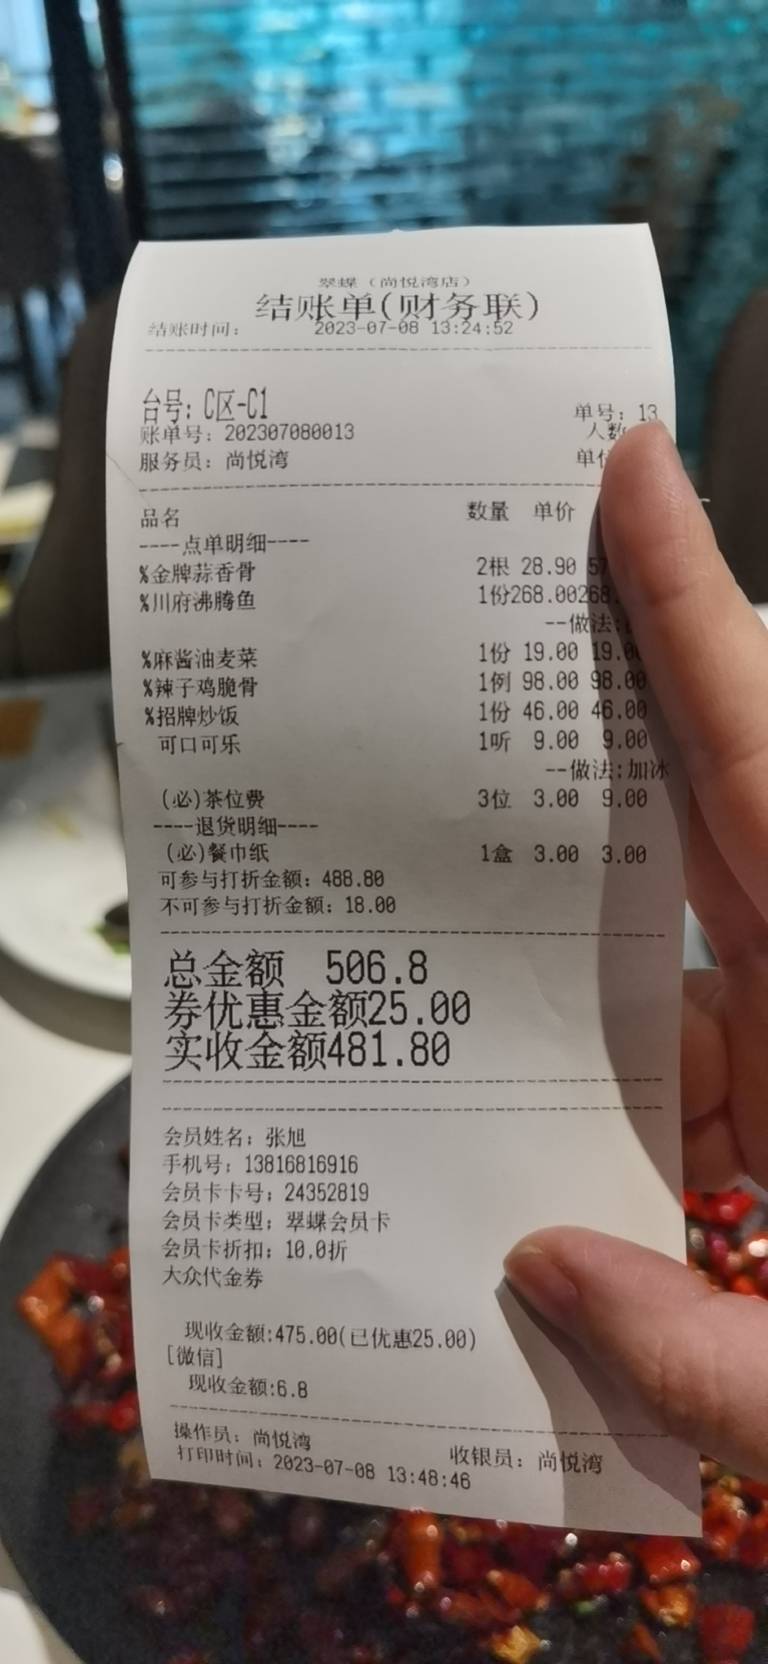 翠蝶（尚悦湾店）
结账单(财务联)
结账时间： 2023-07-08 13:24:52
台号：C区-C1 单号：13
账单号：202307080013 人数
服务员：尚悦湾
品名 数量 单价
----点单明细----
%金牌蒜香骨 2根 28.90 57
%川府沸腾鱼 1份268.00268.
--做法:
%麻酱油麦菜 1份 19.00 19.00
%辣子鸡脆骨 1例 98.00 98.00
%招牌炒饭 1份 46.00 46.00
可口可乐 1听 9.00 9.00
--做法:加冰
(必)茶位费 3位 3.00 9.00
----退货明细----
(必)餐巾纸 1盒 3.00 3.00
可参与打折金额：488.80
不可参与打折金额：18.00
总金额 506.8
券优惠金额25.00
实收金额481.80
会员姓名：张旭
手机号：13816816916
会员卡卡号：24352819
会员卡类型：翠蝶会员卡
会员卡折扣：10.0折
大众代金券
现收金额:475.00(已优惠25.00)
[微信]
现收金额:6.8
操作员：尚悦湾 收银员：尚悦湾
打印时间：2023-07-08 13:48:46